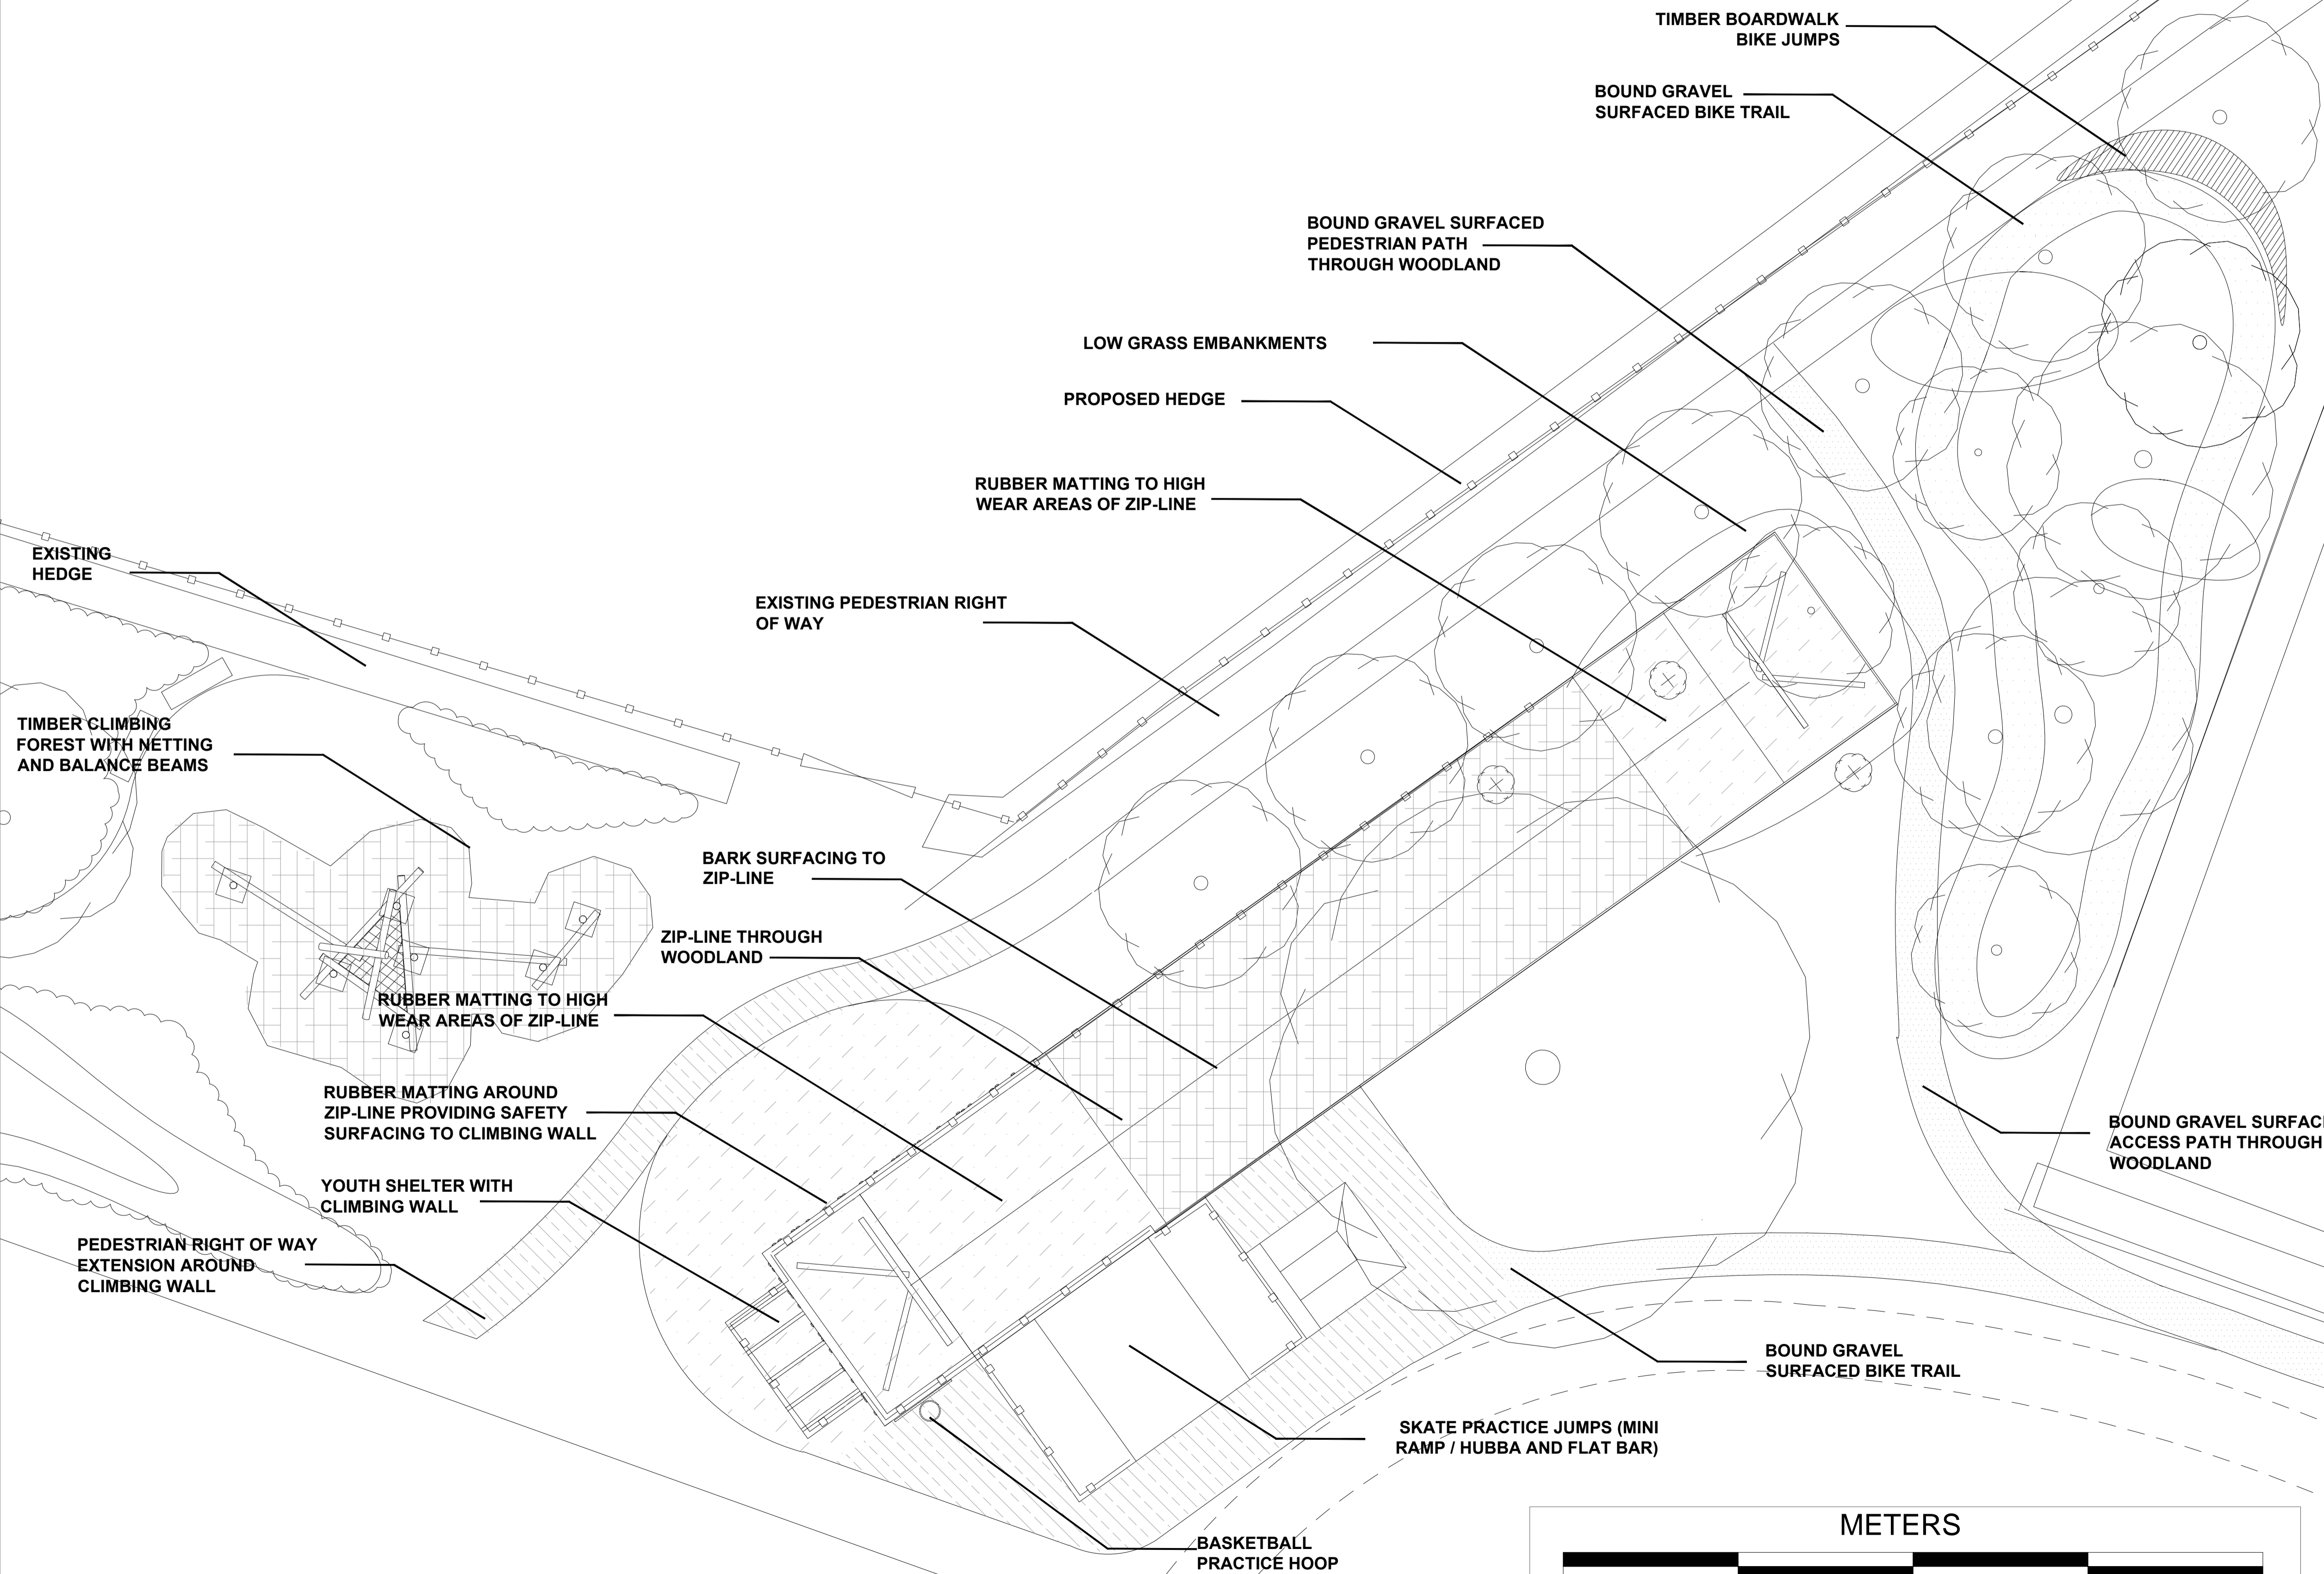 TIMBER BOARDWALK
BIKE JUMPS
BOUND GRAVEL
SURFACED BIKE TRAIL
BOUND GRAVEL SURFACED
PEDESTRIAN PATH
THROUGH WOODLAND
LOW GRASS EMBANKMENTS
PROPOSED HEDGE
RUBBER MATTING TO HIGH
WEAR AREAS OF ZIP-LINE
EXISTING
HEDGE
EXISTING PEDESTRIAN RIGHT
OF WAY
TIMBER CLIMBING
FOREST WITH NETTING
AND BALANCE BEAMS
BARK SURFACING TO
ZIP-LINE
ZIP-LINE THROUGH
WOODLAND
RUBBER MATTING TO HIGH
WEAR AREAS OF ZIP-LINE
RUBBER MATTING AROUND
ZIP-LINE PROVIDING SAFETY
SURFACING TO CLIMBING WALL
BOUND GRAVEL SURFAC
ACCESS PATH THROUGH
WOODLAND
YOUTH SHELTER WITH
CLIMBING WALL
PEDESTRIAN RIGHT OF WAY
EXTENSION AROUND
CLIMBING WALL
BOUND GRAVEL
SURFACED BIKE TRAIL
SKATE PRACTICE JUMPS (MINI
RAMP / HUBBA AND FLAT BAR)
BASKETBALL
PRACTICE HOOP
METERS